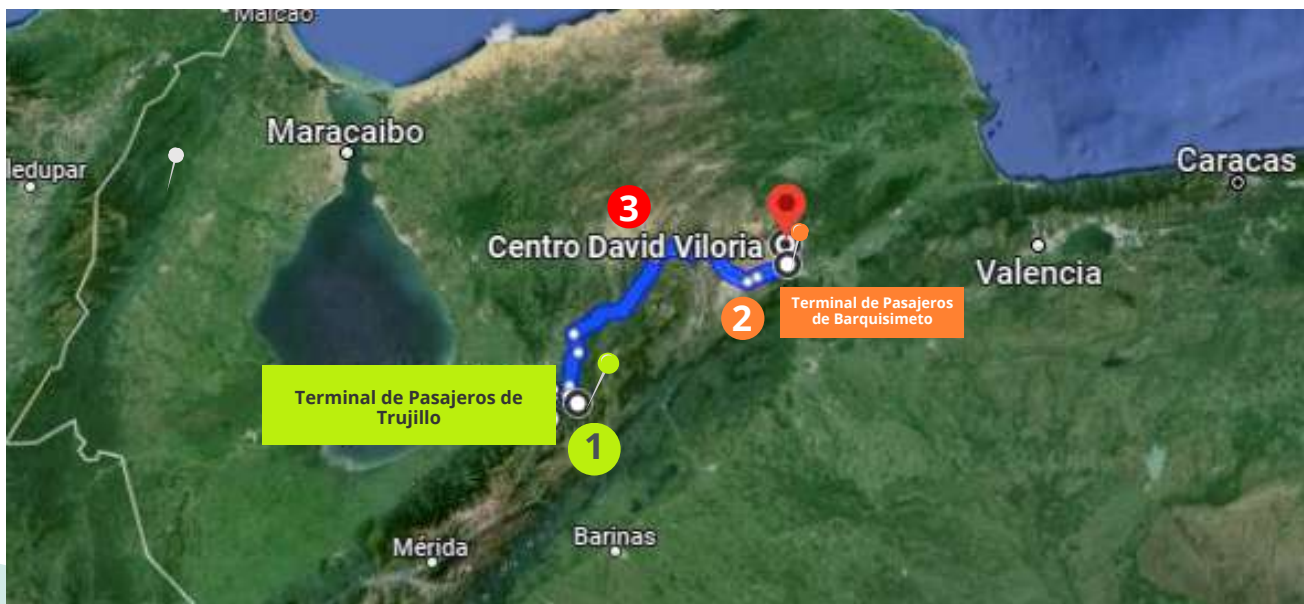 Maicao
Maracaibo
ledupar
Caracas
3
Centro David Viloria
Valencia
Terminal de Pasajeros
de Barquisimeto
2
Terminal de Pasajeros de
Trujillo
1
Barinas
Mérida